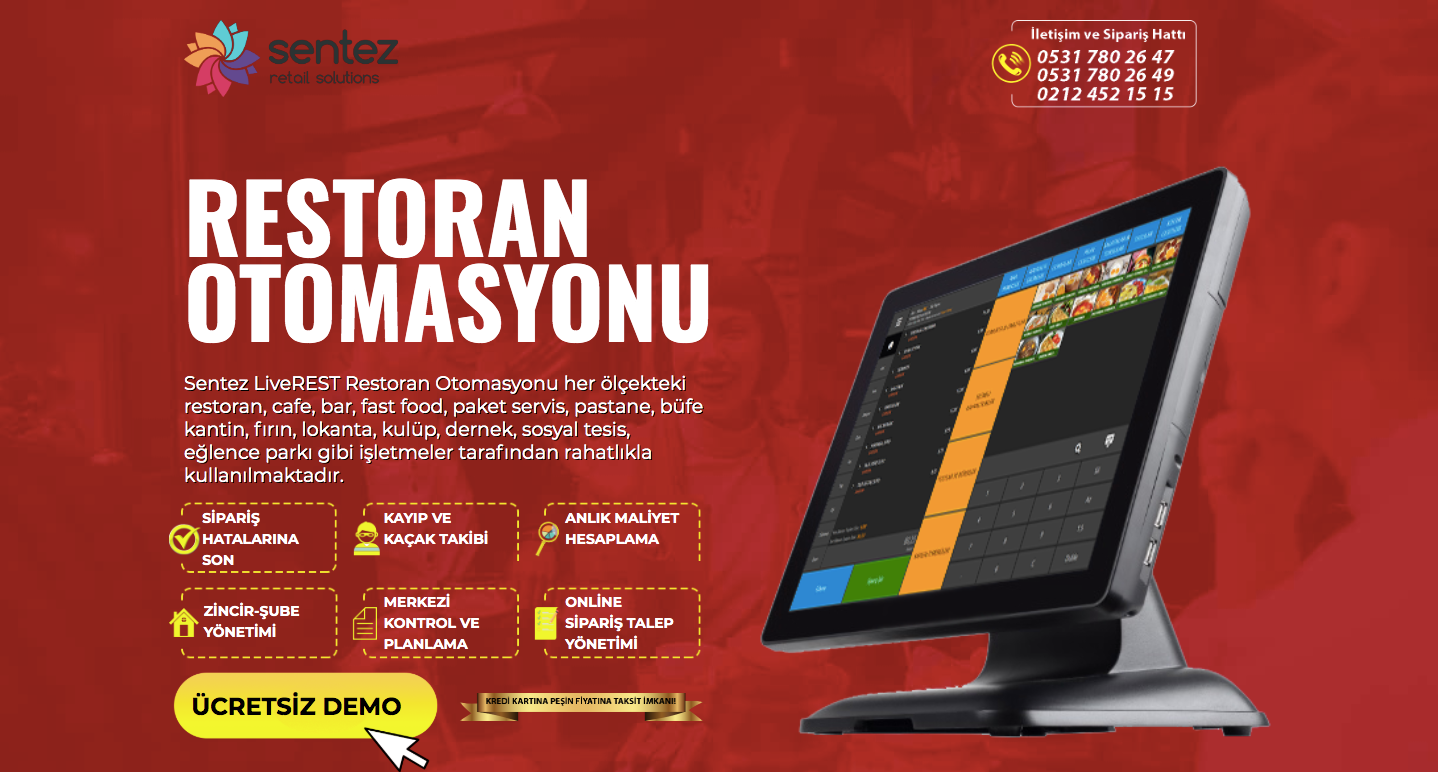 sentez
retail solutions
İletişim ve Sipariş Hattı
0531 780 26 47
0531 780 26 49
0212 452 15 15
RESTORAN
OTOMASYONU
Sentez LiveREST Restoran Otomasyonu her ölçekteki
restoran, cafe, bar, fast food, paket servis, pastane, büfe
kantin, fırın, lokanta, kulüp, dernek, sosyal tesis,
eğlence parkı gibi işletmeler tarafından rahatlıkla
kullanılmaktadır.
SİPARİŞ
HATALARINA
SON
KAYIP VE
KAÇAK TAKİBİ
ANLIK MALİYET
HESAPLAMA
ZİNCİR-ŞUBE
YÖNETİMİ
MERKEZİ
KONTROL VE
PLANLAMA
ONLİNE
SİPARİŞ TALEP
YÖNETİMİ
ÜCRETSİZ DEMO
KREDİ KARTINA PEŞİN FİYATINA TAKSİT İMKANI!